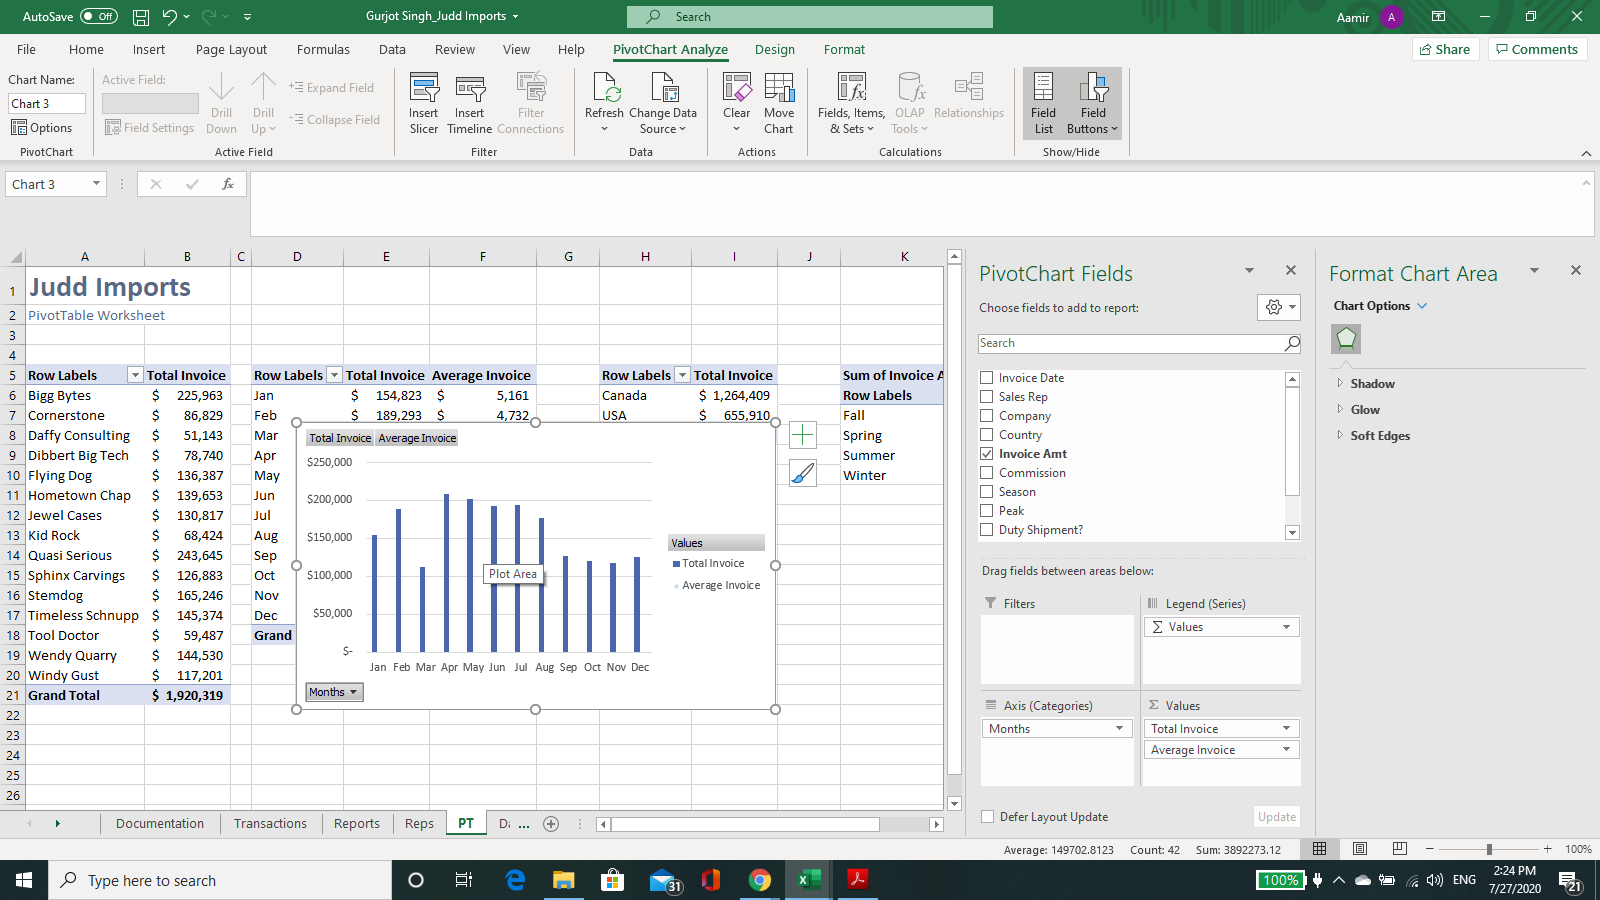 AutoSave Off
Gurjot Singh_Judd Imports
Search
Aamir A
File Home Insert Page Layout Formulas Data Review View Help PivotChart Analyze Design Format Share Comments
Chart Name:
Chart 3
Options
PivotChart
Active Field:
Field Settings
Drill Down
Drill Up
Expand Field
Collapse Field
Active Field
Insert Slicer
Insert Timeline
Filter Connections
Filter
Refresh
Change Data Source
Data
Clear
Move Chart
Actions
Fields, Items, & Sets
OLAP Tools
Relationships
Calculations
Field List
Field Buttons
Show/Hide
Chart 3
fx
A B C D E F G H I J K
1 Judd Imports
2 PivotTable Worksheet
3
4
5 Row Labels Total Invoice Row Labels Total Invoice Average Invoice Row Labels Total Invoice Sum of Invoice A
6 Bigg Bytes $ 225,963 Jan $ 154,823 $ 5,161 Canada $ 1,264,409 Row Labels
7 Cornerstone $ 86,829 Feb $ 189,293 $ 4,732 USA $ 655,910 Fall
8 Daffy Consulting $ 51,143 Mar Spring
9 Dibbert Big Tech $ 78,740 Apr Summer
10 Flying Dog $ 136,387 May Winter
11 Hometown Chap $ 139,653 Jun
12 Jewel Cases $ 130,817 Jul
13 Kid Rock $ 68,424 Aug
14 Quasi Serious $ 243,645 Sep
15 Sphinx Carvings $ 126,883 Oct
16 Stemdog $ 165,246 Nov
17 Timeless Schnupp $ 145,374 Dec
18 Tool Doctor $ 59,487 Grand
19 Wendy Quarry $ 144,530
20 Windy Gust $ 117,201
21 Grand Total $ 1,920,319
22
23
24
25
26
Total Invoice Average Invoice
$250,000
$200,000
$150,000
$100,000
$50,000
$-
Jan Feb Mar Apr May Jun Jul Aug Sep Oct Nov Dec
Plot Area
Values
Total Invoice
Average Invoice
Months
PivotChart Fields
Choose fields to add to report:
Search
Invoice Date
Sales Rep
Company
Country
Invoice Amt
Commission
Season
Peak
Duty Shipment?
Drag fields between areas below:
Filters
Legend (Series)
Σ Values
Axis (Categories)
Months
Σ Values
Total Invoice
Average Invoice
Defer Layout Update
Update
Format Chart Area
Chart Options
Shadow
Glow
Soft Edges
Documentation Transactions Reports Reps PT ...
Average: 149702.8123 Count: 42 Sum: 3892273.12
100%
Type here to search
31
100%
ENG
2:24 PM
7/27/2020
21